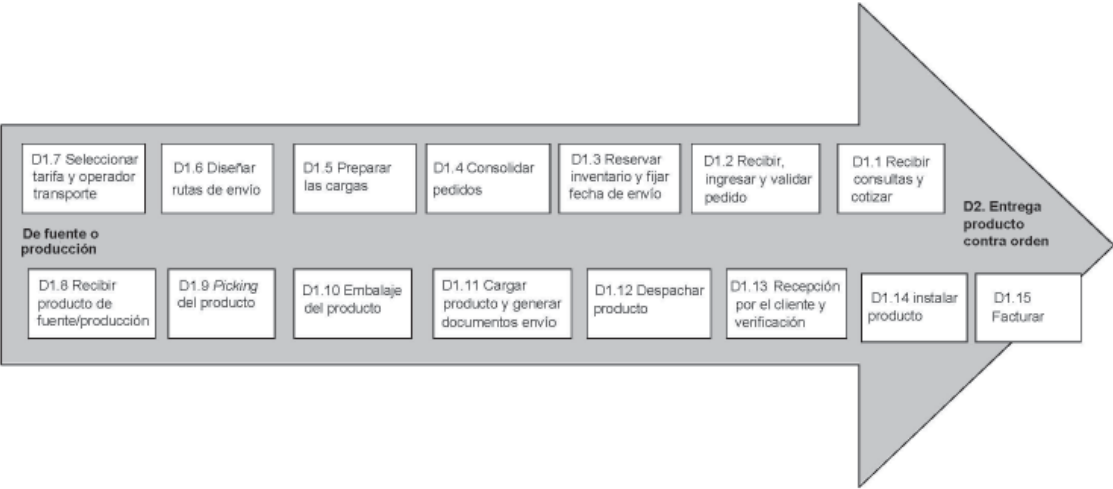 D1.7 Seleccionar
tarifa y operador
transporte
D1.6 Diseñar
rutas de envío
D1.5 Preparar
las cargas
D1.4 Consolidar
pedidos
D1.3 Reservar
inventario y fijar
fecha de envío
D1.2 Recibir,
ingresar y validar
pedido
D1.1 Recibir
consultas y
cotizar
De fuente o
producción
D2. Entrega
producto
contra orden
D1.8 Recibir
producto de
fuente/producción
D1.9 Picking
del producto
D1.10 Embalaje
del producto
D1.11 Cargar
producto y generar
documentos envío
D1.12 Despachar
producto
D1.13 Recepción
por el cliente y
verificación
D1.14 instalar
producto
D1.15
Facturar